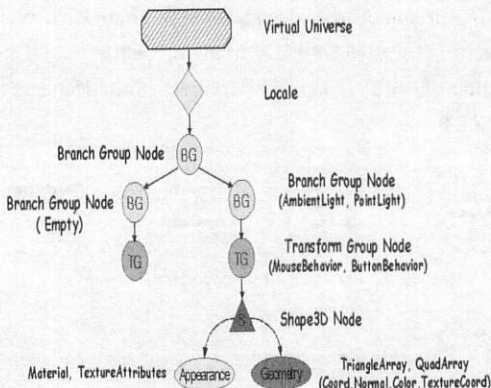 Virtual Universe
Locale
Branch Group Node
BG
Branch Group Node
( Empty)
BG
BG
Branch Group Node
(AmbientLight, PointLight)
TG
TG
Transform Group Node
(MouseBehavior, ButtonBehavior)
S
Shape3D Node
Material, TextureAttributes
Appearance
Geometry
TriangleArray, QuadArray
(Coord,Normal,Color,TextureCoord)